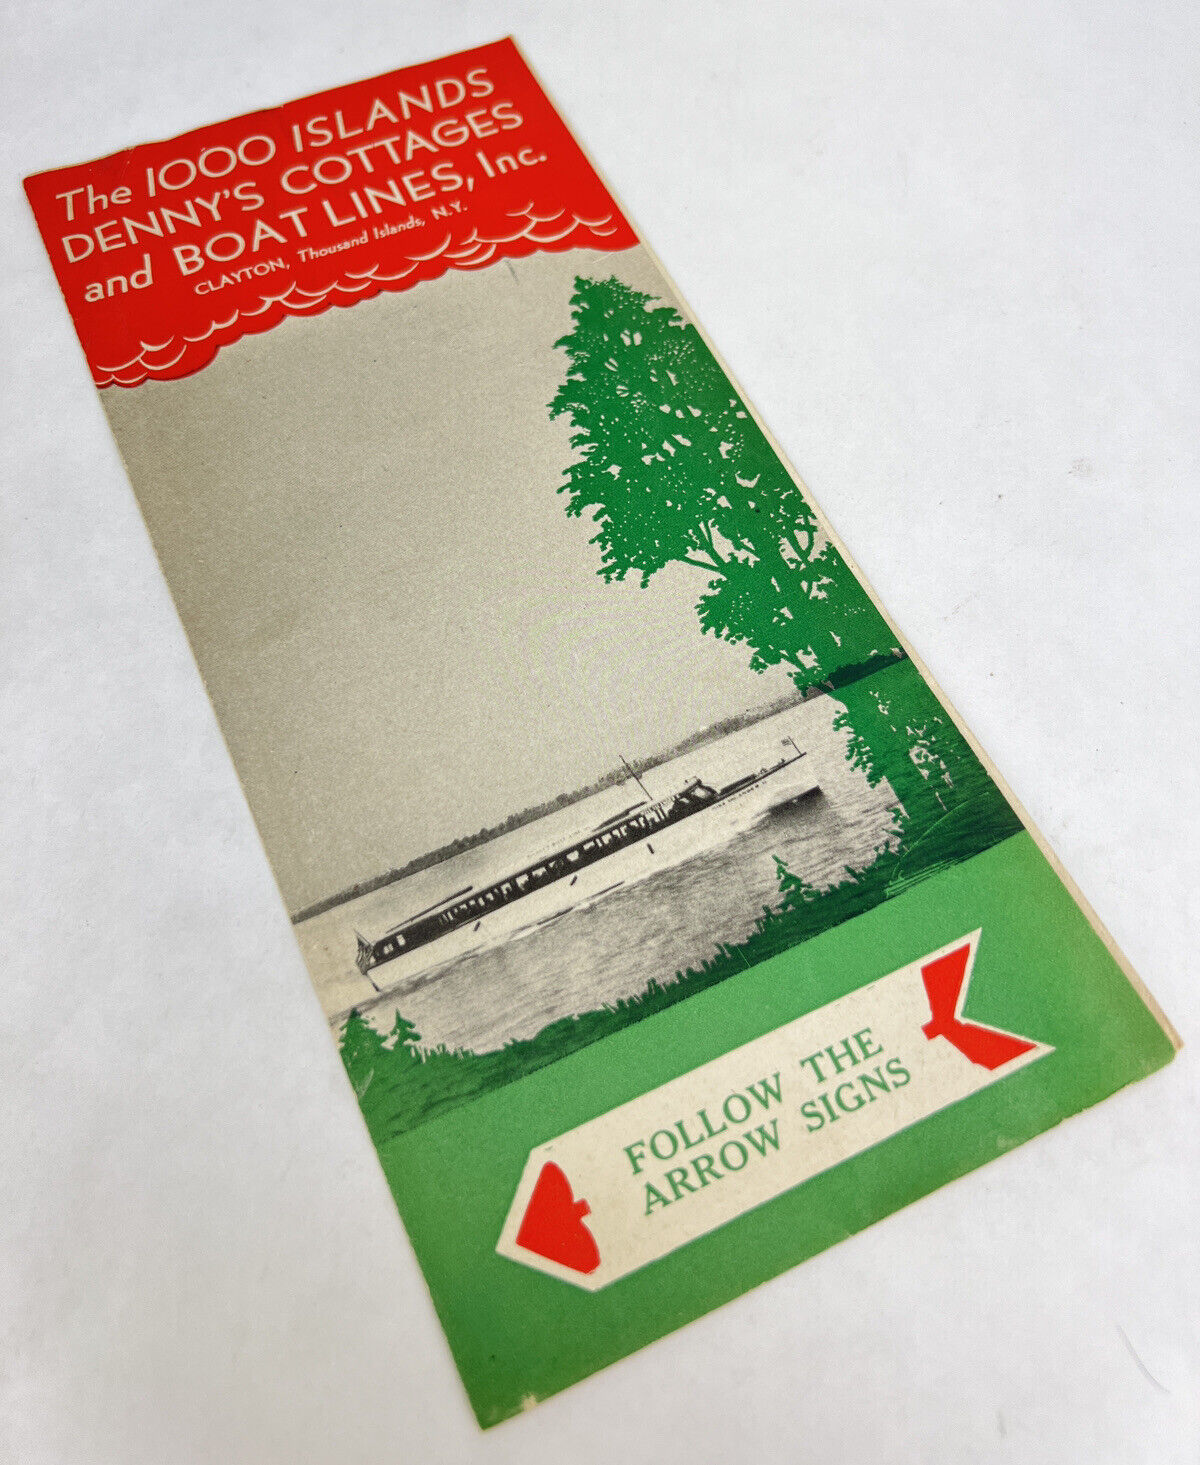 The 1000 ISLANDS
DENNY'S COTTAGES
and BOAT LINES, Inc.
CLAYTON, Thousand Islands, N.Y.
FOLLOW THE
ARROW SIGNS